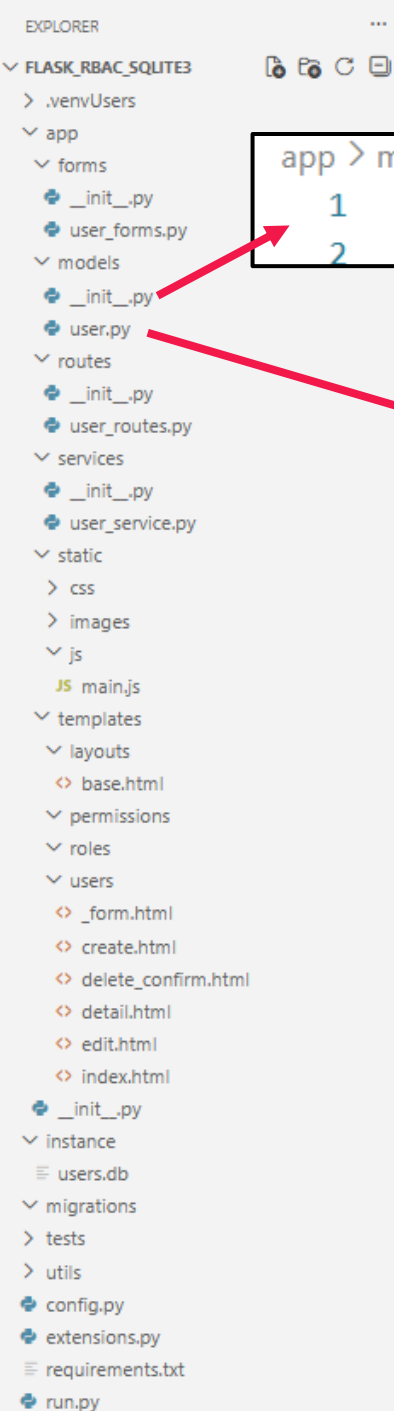 EXPLORER
...
FLASK_RBAC_SQLITE3
.venvUsers
app
forms
__init__.py
user_forms.py
models
__init__.py
user.py
routes
__init__.py
user_routes.py
services
__init__.py
user_service.py
static
css
images
js
JS main.js
templates
layouts
<> base.html
permissions
roles
users
<> _form.html
<> create.html
<> delete_confirm.html
<> detail.html
<> edit.html
<> index.html
__init__.py
instance
users.db
migrations
tests
utils
config.py
extensions.py
requirements.txt
run.py
app > m
1
2